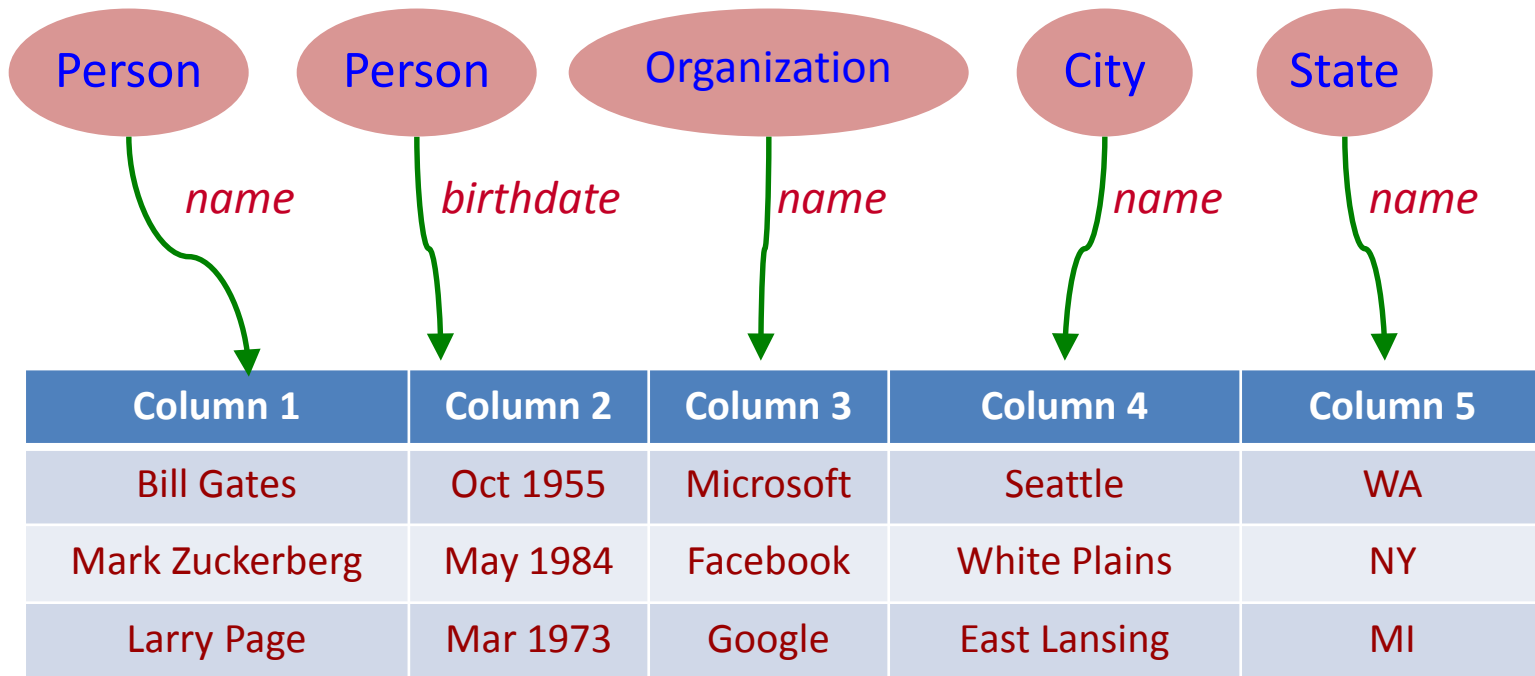 Person Person Organization City State
name birthdate name name name
Column 1 Column 2 Column 3 Column 4 Column 5
Bill Gates Oct 1955 Microsoft Seattle WA
Mark Zuckerberg May 1984 Facebook White Plains NY
Larry Page Mar 1973 Google East Lansing MI